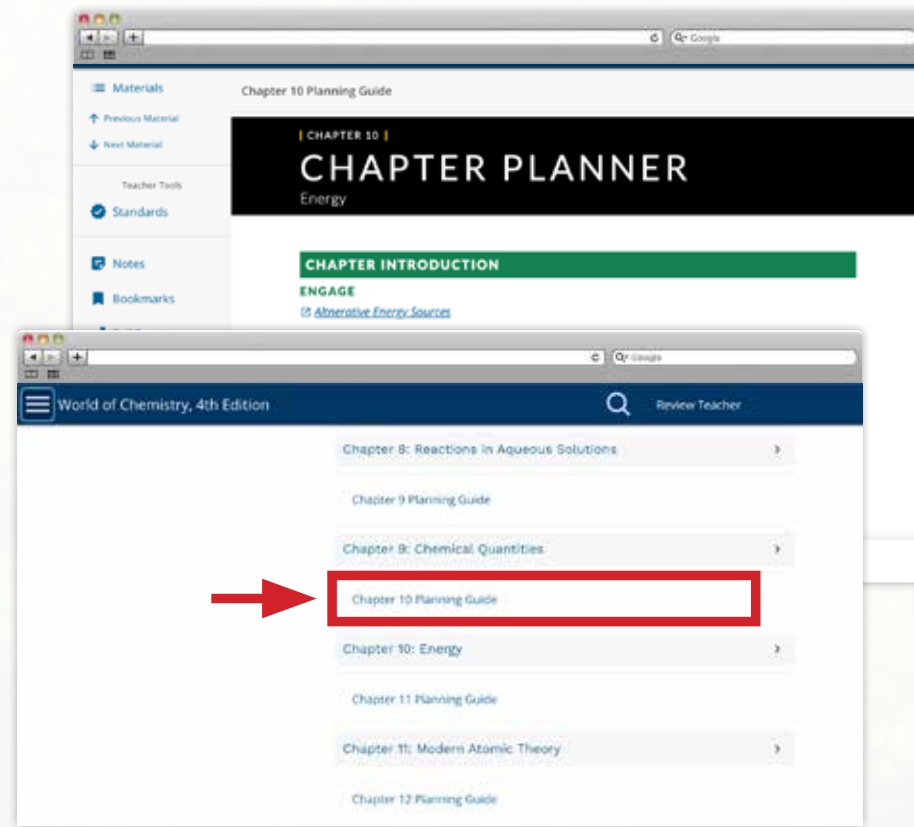 Google
Materials
Chapter 10 Planning Guide
Previous Material
Next Material
Teacher Tools
Standards
Notes
Bookmarks
| CHAPTER 10 |
CHAPTER PLANNER
Energy
CHAPTER INTRODUCTION
ENGAGE
Altnerative Energy Sources
Google
World of Chemistry, 4th Edition
Review Teacher
Chapter 8: Reactions in Aqueous Solutions
Chapter 9 Planning Guide
Chapter 9: Chemical Quantities
Chapter 10 Planning Guide
Chapter 10: Energy
Chapter 11 Planning Guide
Chapter 11: Modern Atomic Theory
Chapter 12 Planning Guide